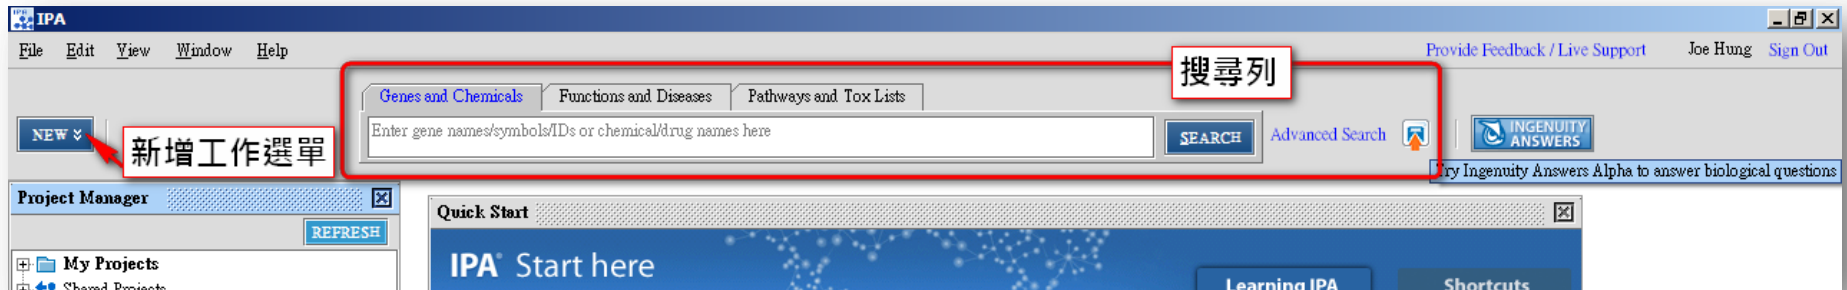 IPA
File Edit View Window Help
Provide Feedback / Live Support Joe Hung Sign Out
搜尋列
Genes and Chemicals Functions and Diseases Pathways and Tox Lists
NEW
新增工作選單
Enter gene names/symbols/IDs or chemical/drug names here
SEARCH Advanced Search
INGENUITY
ANSWERS
Try Ingenuity Answers Alpha to answer biological questions
Project Manager
REFRESH
My Projects
Shared Projects
Quick Start
IPA® Start here
Learning IPA Shortcuts